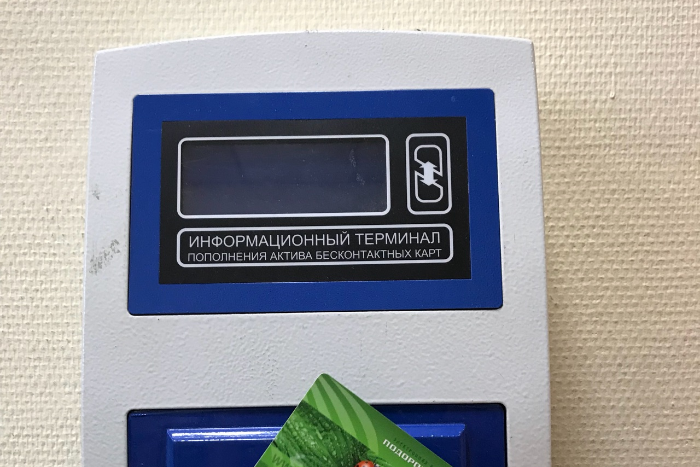 ИНФОРМАЦИОННЫЙ ТЕРМИНАЛ
ПОПОЛНЕНИЯ АКТИВА БЕСКОНТАКТНЫХ КАРТ